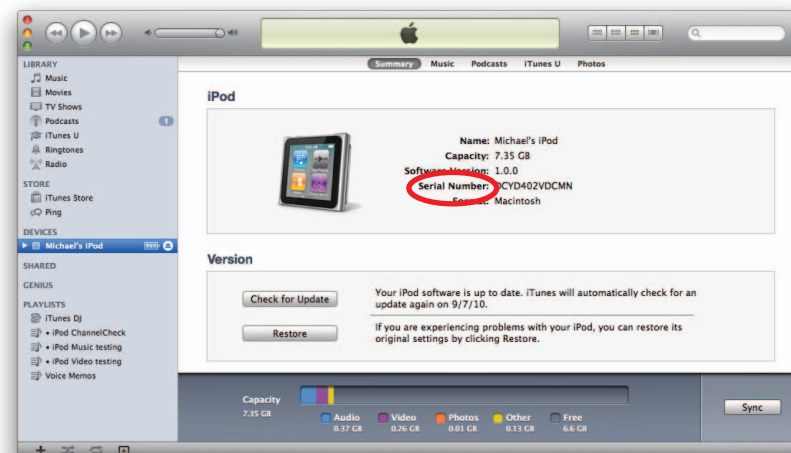 Summary Music Podcasts iTunes U Photos
LIBRARY
Music
Movies
TV Shows
Podcasts 1
iTunes U
Ringtones
Radio
STORE
iTunes Store
Ping
DEVICES
Michael's iPod
SHARED
GENIUS
PLAYLISTS
iTunes DJ
• iPod ChannelCheck
• iPod Music testing
• iPod Video testing
Voice Memos
iPod
Name: Michael's iPod
Capacity: 7.35 GB
Software Version: 1.0.0
Serial Number: DCYD402VDCMN
Format: Macintosh
Version
Check for Update
Your iPod software is up to date. iTunes will automatically check for an
update again on 9/7/10.
Restore
If you are experiencing problems with your iPod, you can restore its
original settings by clicking Restore.
Capacity
7.35 GB
Audio Video Photos Other Free
0.37 GB 0.26 GB 0.01 GB 0.13 GB 6.6 GB
Sync